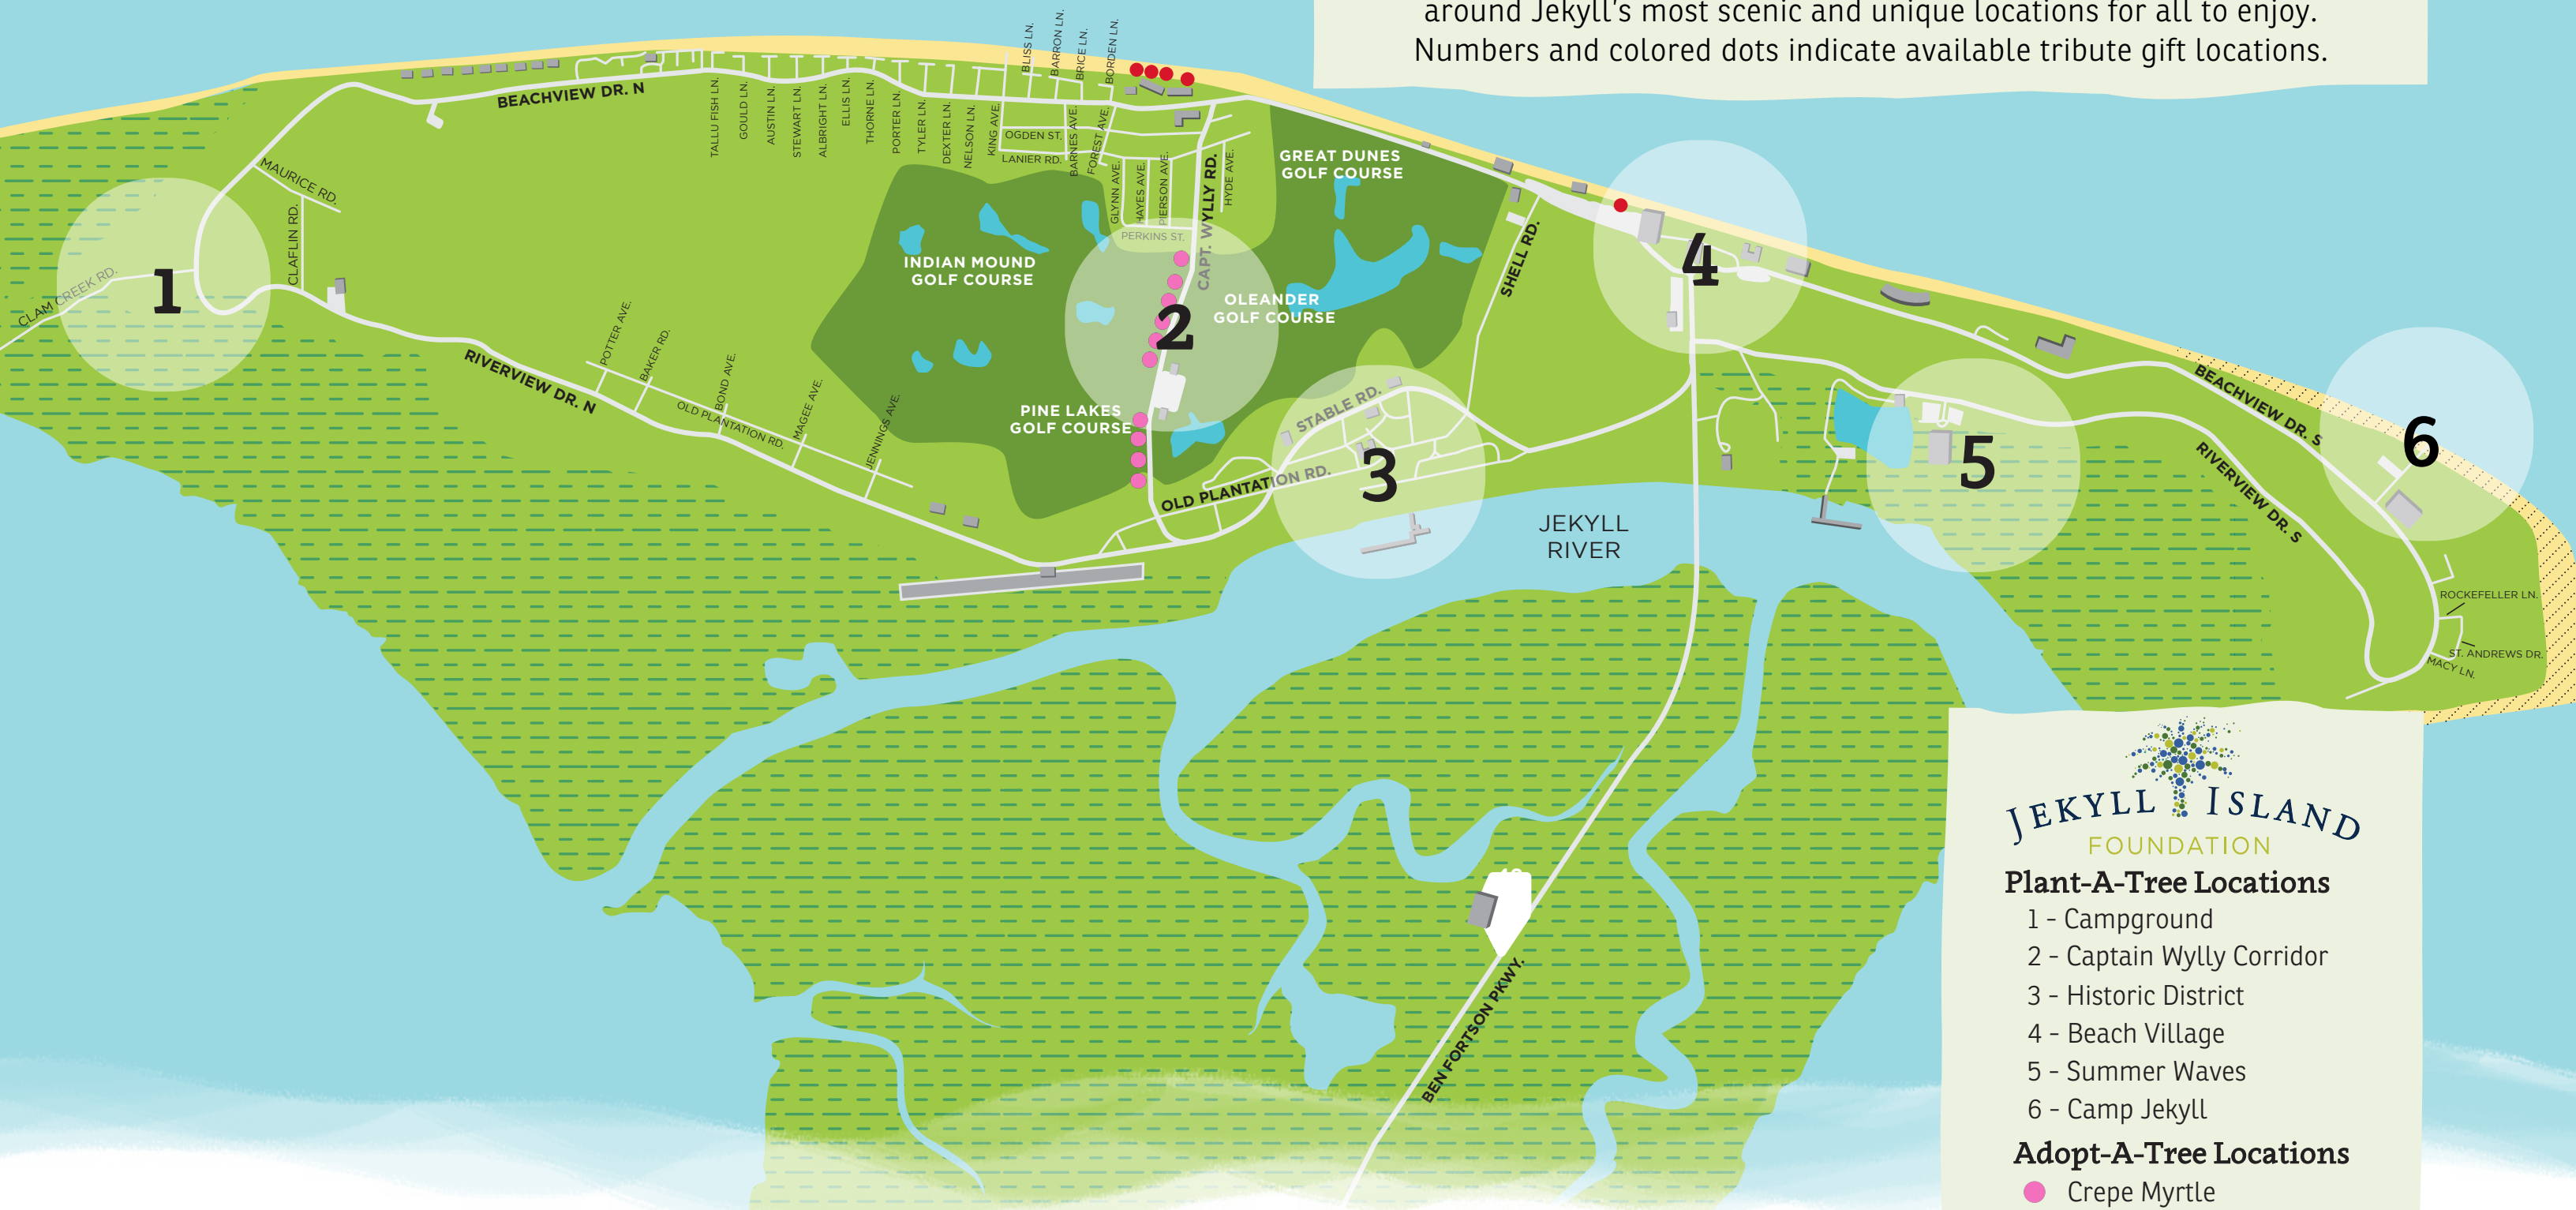 around Jekyll's most scenic and unique locations for all to enjoy.
Numbers and colored dots indicate available tribute gift locations.
BLISS LN.
BARRON LN.
BRICE LN.
BORDEN LN.
BEACHVIEW DR. N
TALLU FISH LN.
GOULD LN.
AUSTIN LN.
STEWART LN.
ALBRIGHT LN.
ELLIS LN.
THORNE LN.
PORTER LN.
TYLER LN.
DEXTER LN.
NELSON LN.
KING AVE.
OGDEN ST.
LANIER RD.
BARNES AVE.
FOREST AVE.
GLYNN AVE.
HAYES AVE.
PIERSON AVE.
CAPT. WYLLY RD.
HYDE AVE.
PERKINS ST.
GREAT DUNES
GOLF COURSE
MAURICE RD.
CLAFLIN RD.
CLAM CREEK RD.
1
INDIAN MOUND
GOLF COURSE
OLEANDER
GOLF COURSE
2
SHELL RD.
4
RIVERVIEW DR. N
POTTER AVE.
BAKER RD.
BOND AVE.
OLD PLANTATION RD.
MAGEE AVE.
JENNINGS AVE.
PINE LAKES
GOLF COURSE
STABLE RD.
OLD PLANTATION RD.
3
JEKYLL
RIVER
5
BEACHVIEW DR. S
RIVERVIEW DR. S
6
ROCKEFELLER LN.
ST. ANDREWS DR.
MACY LN.
BEN FORTSON PKWY.
JEKYLL ISLAND
FOUNDATION
Plant-A-Tree Locations
1 - Campground
2 - Captain Wylly Corridor
3 - Historic District
4 - Beach Village
5 - Summer Waves
6 - Camp Jekyll
Adopt-A-Tree Locations
Crepe Myrtle